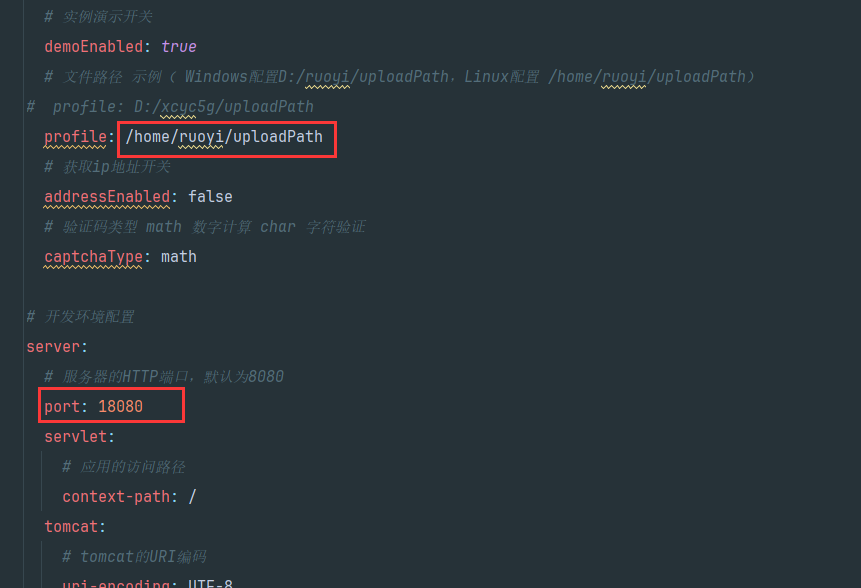 # 实例演示开关
demoEnabled: true
# 文件路径 示例（ Windows配置D:/ruoyi/uploadPath，Linux配置 /home/ruoyi/uploadPath）
#  profile: D:/xcyc5g/uploadPath
profile: /home/ruoyi/uploadPath
# 获取ip地址开关
addressEnabled: false
# 验证码类型 math 数字计算 char 字符验证
captchaType: math
# 开发环境配置
server:
# 服务器的HTTP端口，默认为8080
port: 18080
servlet:
# 应用的访问路径
context-path: /
tomcat:
# tomcat的URI编码
uri-encoding: UTF-8